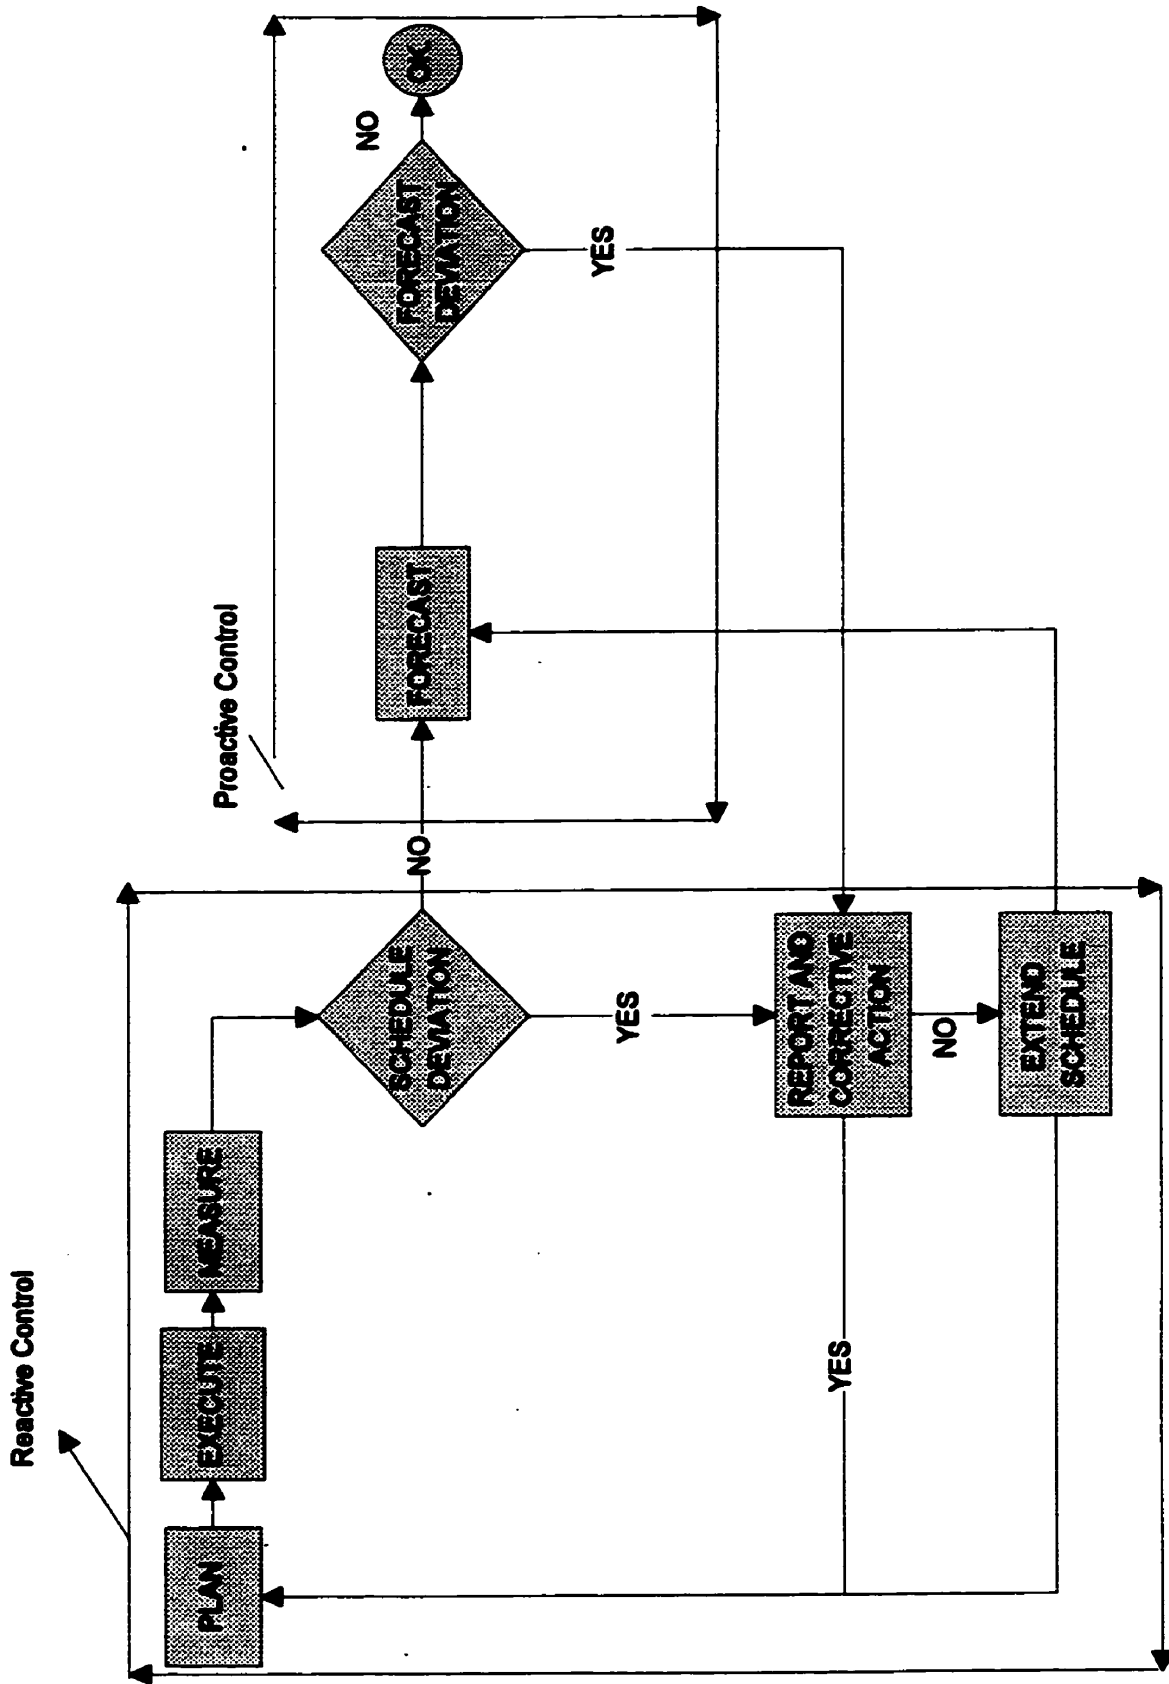 Reactive Control
Proactive Control
PLAN
EXECUTE
MEASURE
SCHEDULE
DEVIATION
NO
FORECAST
FORECAST
DEVIATION
NO
OK
YES
YES
REPORT AND
CORRECTIVE
ACTION
YES
NO
EXTEND
SCHEDULE